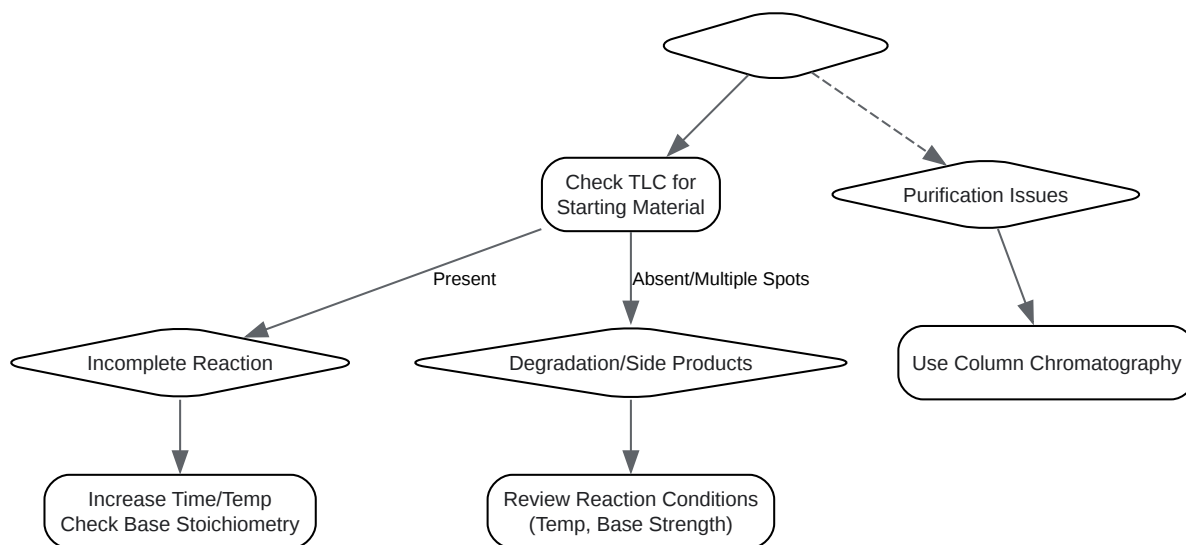 Check TLC for
Starting Material
Purification Issues
Present
Absent/Multiple Spots
Incomplete Reaction
Degradation/Side Products
Use Column Chromatography
Increase Time/Temp
Check Base Stoichiometry
Review Reaction Conditions
(Temp, Base Strength)